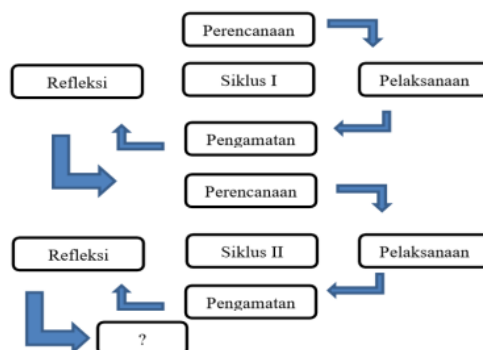 Perencanaan
Refleksi
Siklus I
Pelaksanaan
Pengamatan
Perencanaan
Refleksi
Siklus II
Pelaksanaan
Pengamatan
?